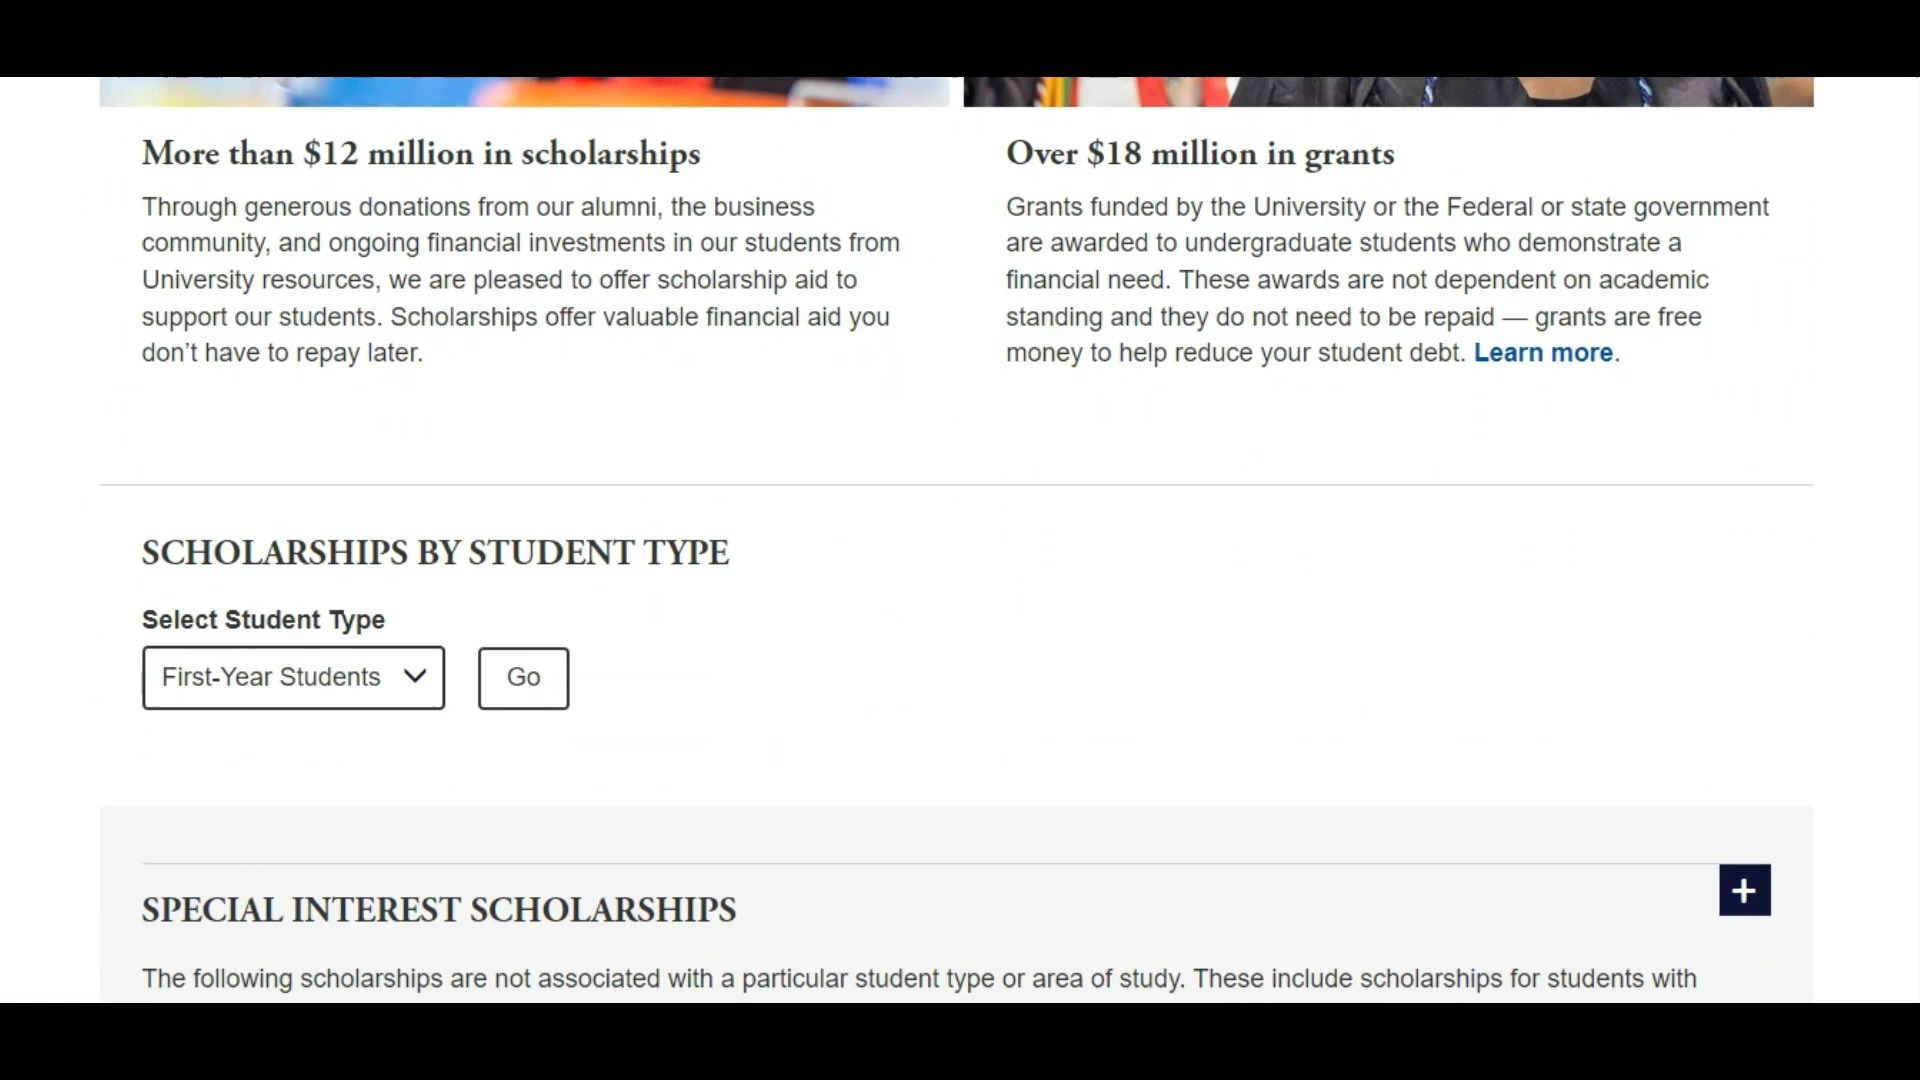 More than $12 million in scholarships
Through generous donations from our alumni, the business
community, and ongoing financial investments in our students from
University resources, we are pleased to offer scholarship aid to
support our students. Scholarships offer valuable financial aid you
don’t have to repay later.
Over $18 million in grants
Grants funded by the University or the Federal or state government
are awarded to undergraduate students who demonstrate a
financial need. These awards are not dependent on academic
standing and they do not need to be repaid — grants are free
money to help reduce your student debt. Learn more.
SCHOLARSHIPS BY STUDENT TYPE
Select Student Type
First-Year Students
Go
SPECIAL INTEREST SCHOLARSHIPS
The following scholarships are not associated with a particular student type or area of study. These include scholarships for students with